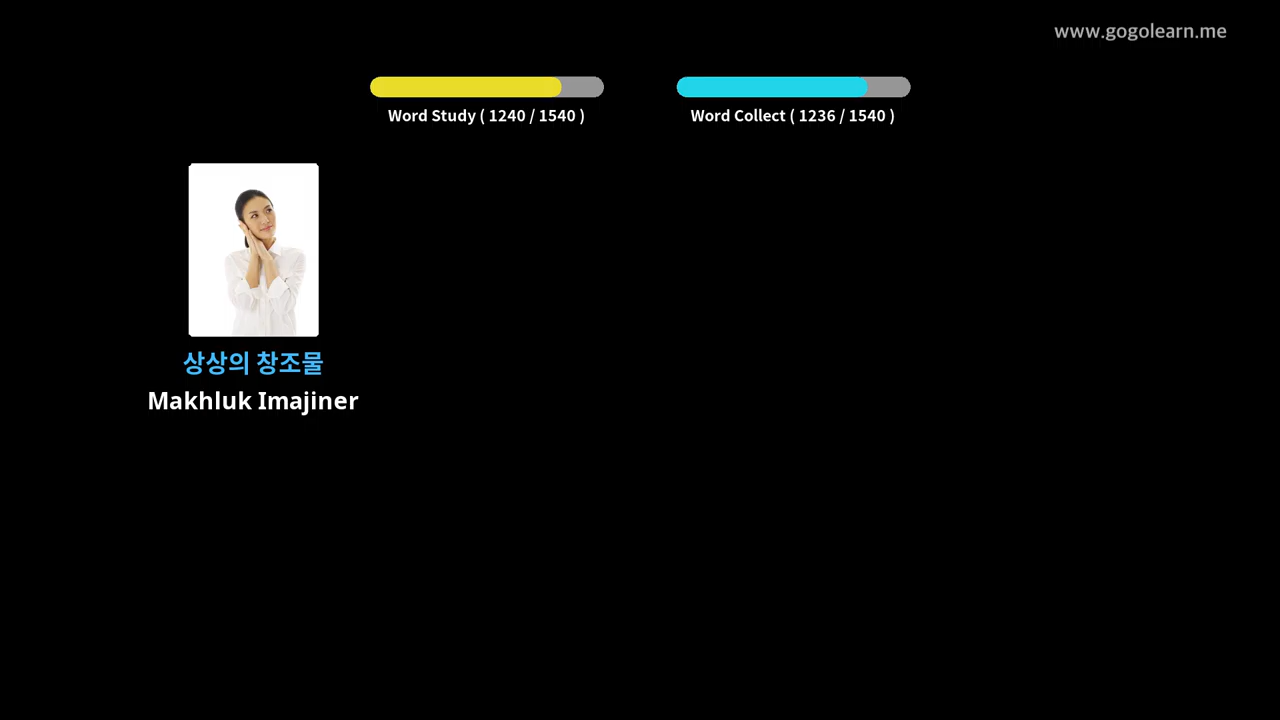 www.gogolearn.me
Word Study ( 1240 / 1540 )
Word Collect ( 1236 / 1540 )
상상의 창조물
Makhluk Imajiner